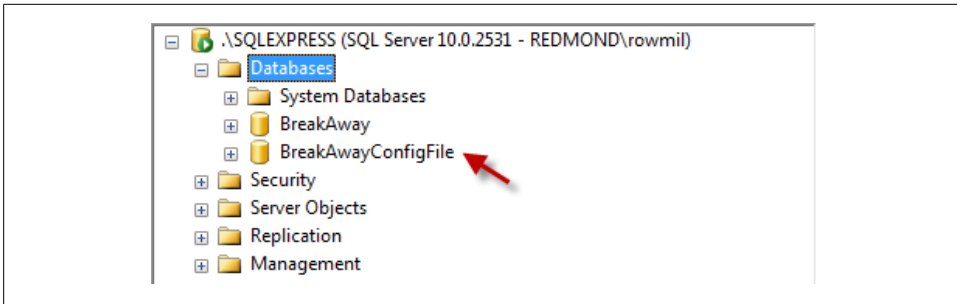 .\SQLEXPRESS (SQL Server 10.0.2531 - REDMOND\rowmil)
Databases
System Databases
BreakAway
BreakAwayConfigFile
Security
Server Objects
Replication
Management